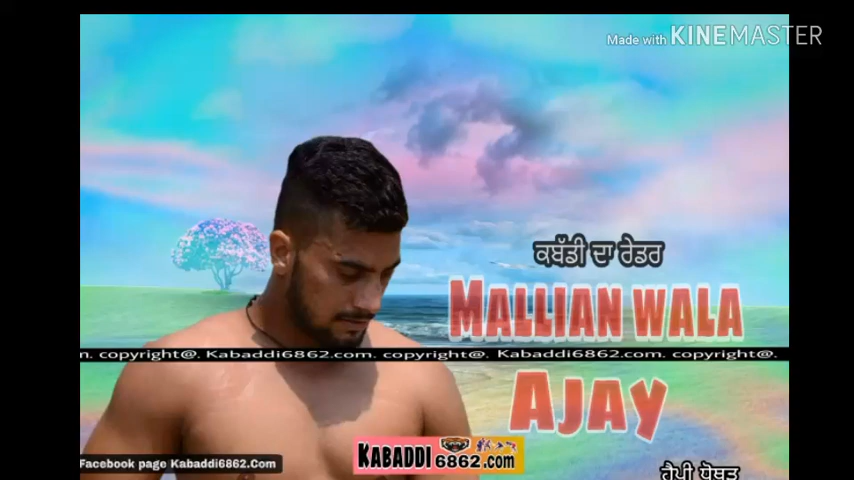 Made with KINEMASTER
ਕਬੱਡੀ ਦਾ ਰੇਡਰ
MALLIAN WALA
n. copyright@. Kabaddi6862.com. copyright@. Kabaddi6862.com. copyright@.
AJAY
KABADDI 6862.com
Facebook page Kabaddi6862.Com
ਹੈਪੀ